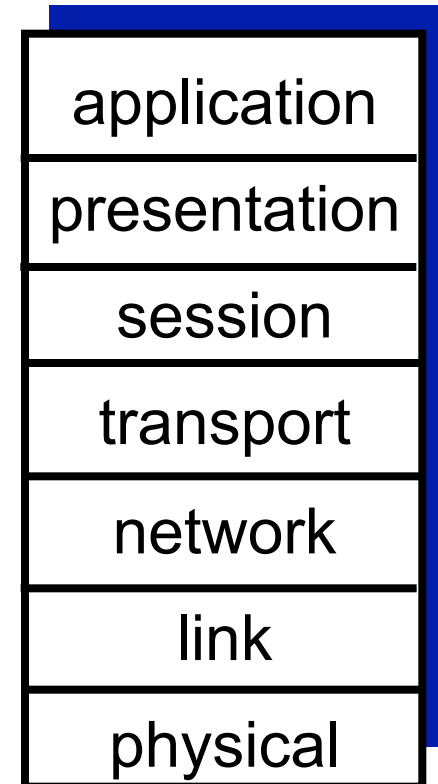 application
presentation
session
transport
network
link
physical